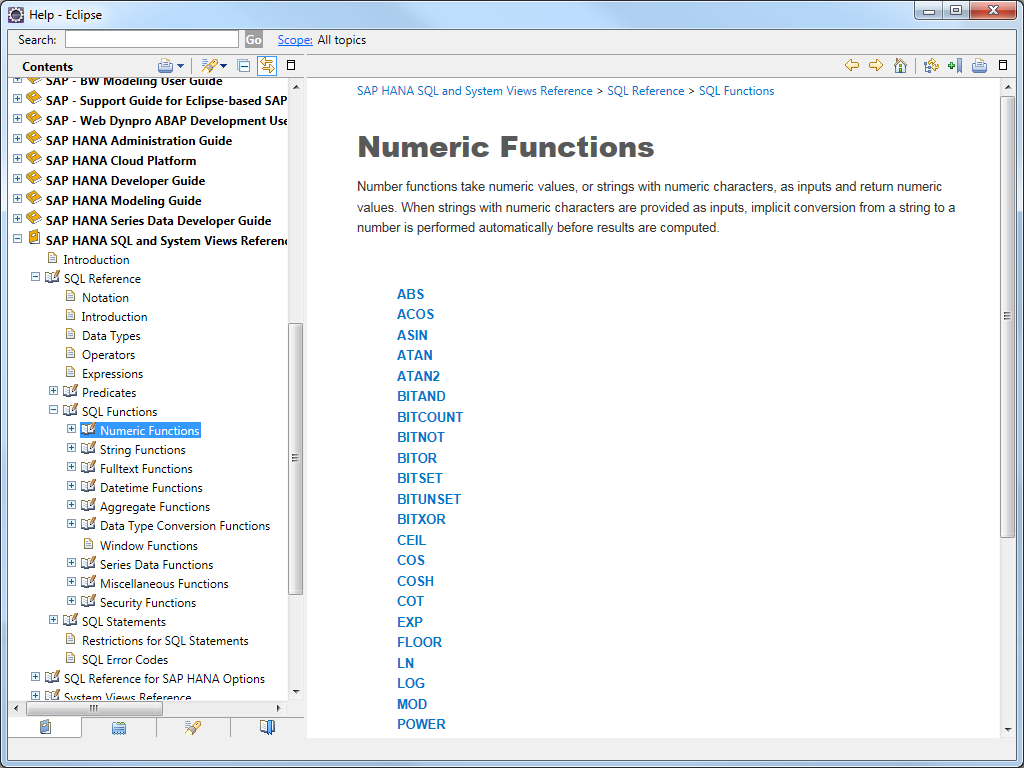 Help - Eclipse
Search:
Go
Scope: All topics
Contents
SAP - BW Modeling User Guide
SAP - Support Guide for Eclipse-based SAP
SAP - Web Dynpro ABAP Development Use
SAP HANA Administration Guide
SAP HANA Cloud Platform
SAP HANA Developer Guide
SAP HANA Modeling Guide
SAP HANA Series Data Developer Guide
SAP HANA SQL and System Views Referenc
Introduction
SQL Reference
Notation
Introduction
Data Types
Operators
Expressions
Predicates
SQL Functions
Numeric Functions
String Functions
Fulltext Functions
Datetime Functions
Aggregate Functions
Data Type Conversion Functions
Window Functions
Series Data Functions
Miscellaneous Functions
Security Functions
SQL Statements
Restrictions for SQL Statements
SQL Error Codes
SQL Reference for SAP HANA Options
System Views Reference
SAP HANA SQL and System Views Reference > SQL Reference > SQL Functions
Numeric Functions
Number functions take numeric values, or strings with numeric characters, as inputs and return numeric
values. When strings with numeric characters are provided as inputs, implicit conversion from a string to a
number is performed automatically before results are computed.
ABS
ACOS
ASIN
ATAN
ATAN2
BITAND
BITCOUNT
BITNOT
BITOR
BITSET
BITUNSET
BITXOR
CEIL
COS
COSH
COT
EXP
FLOOR
LN
LOG
MOD
POWER